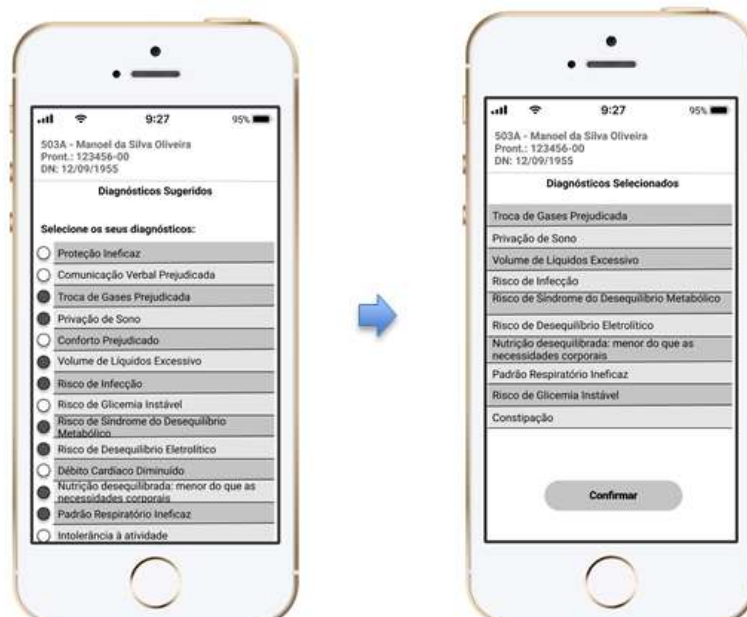 9:27
95%
503A - Manoel da Silva Oliveira
Pront.: 123456-00
DN: 12/09/1955
Diagnósticos Sugeridos
Selecione os seus diagnósticos:
Proteção Ineficaz
Comunicação Verbal Prejudicada
Troca de Gases Prejudicada
Privação de Sono
Conforto Prejudicado
Volume de Líquidos Excessivo
Risco de Infecção
Risco de Glicemia Instável
Risco de Síndrome do Desequilíbrio
Metabólico
Risco de Desequilíbrio Eletrolítico
Débito Cardíaco Diminuído
Nutrição desequilibrada: menor do que as
necessidades corporais
Padrão Respiratório Ineficaz
Intolerância à atividade
9:27
95%
503A - Manoel da Silva Oliveira
Pront.: 123456-00
DN: 12/09/1955
Diagnósticos Selecionados
Troca de Gases Prejudicada
Privação de Sono
Volume de Líquidos Excessivo
Risco de Infecção
Risco de Síndrome do Desequilíbrio Metabólico
Risco de Desequilíbrio Eletrolítico
Nutrição desequilibrada: menor do que as
necessidades corporais
Padrão Respiratório Ineficaz
Risco de Glicemia Instável
Constipação
Confirmar